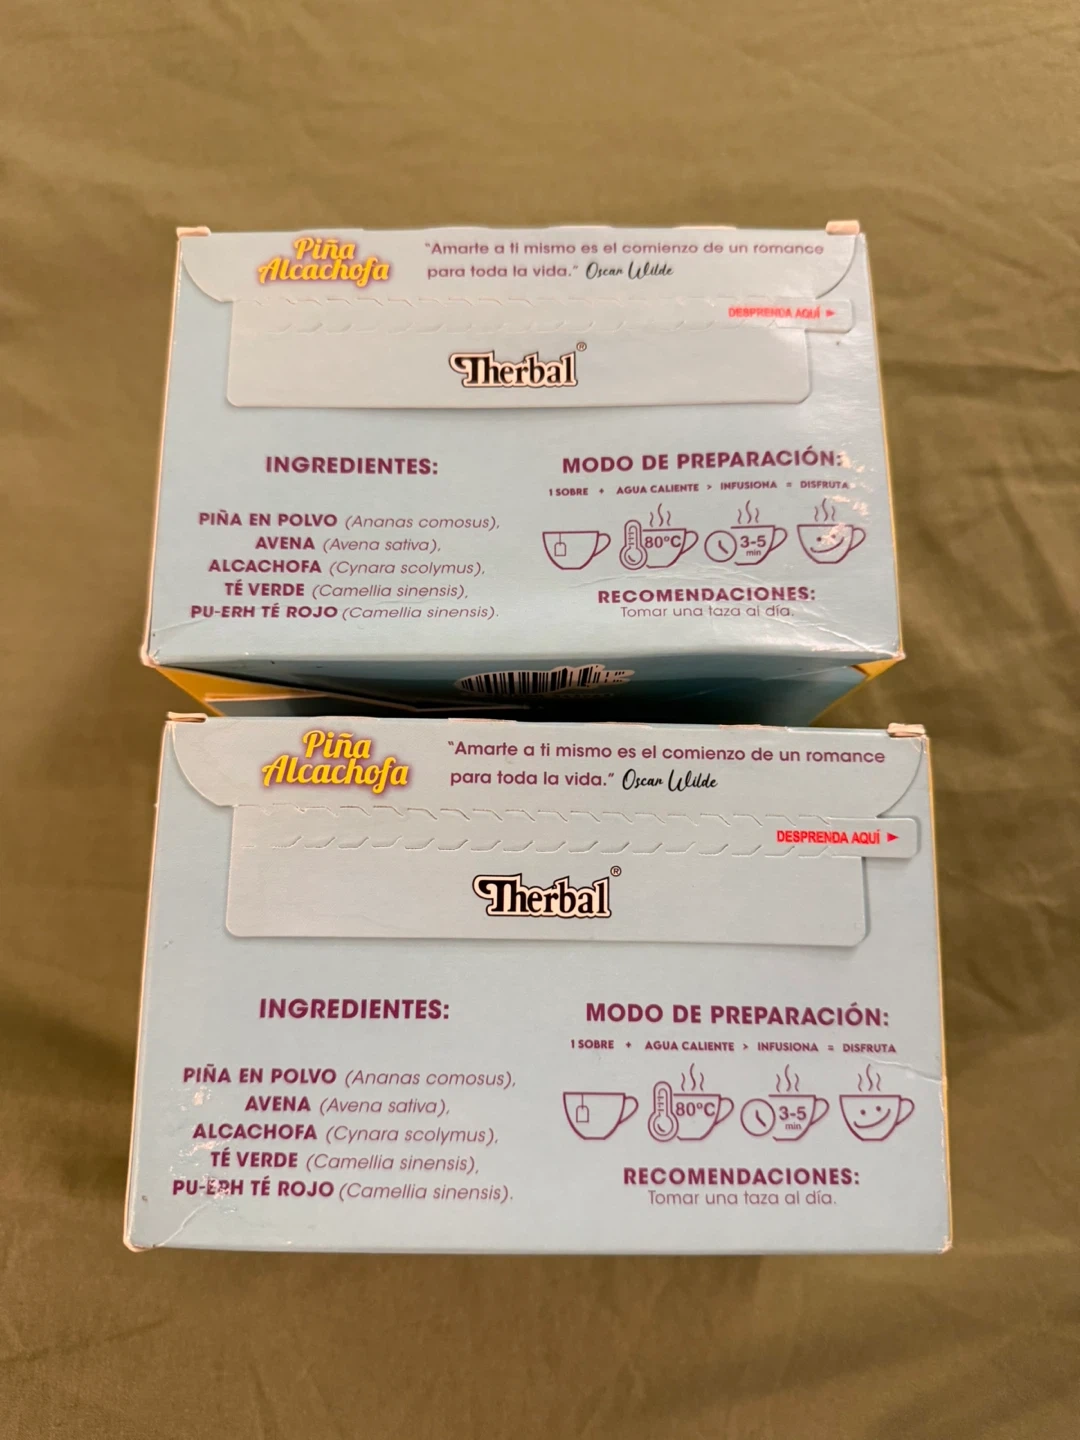 Piña
Alcachofa
"Amarte a ti mismo es el comienzo de un romance
para toda la vida." Oscar Wilde
DESPRENDA AQUÍ
Therbal®
INGREDIENTES:
PIÑA EN POLVO (Ananas comosus),
AVENA (Avena sativa),
ALCACHOFA (Cynara scolymus),
TÉ VERDE (Camellia sinensis),
PU-ERH TÉ ROJO (Camellia sinensis).
MODO DE PREPARACIÓN:
1 SOBRE + AGUA CALIENTE > INFUSIONA = DISFRUTA
80°C
3-5
min
RECOMENDACIONES:
Tomar una taza al día.
Piña
Alcachofa
"Amarte a ti mismo es el comienzo de un romance
para toda la vida." Oscar Wilde
DESPRENDA AQUÍ
Therbal®
INGREDIENTES:
PIÑA EN POLVO (Ananas comosus),
AVENA (Avena sativa),
ALCACHOFA (Cynara scolymus),
TÉ VERDE (Camellia sinensis),
PU-ERH TÉ ROJO (Camellia sinensis).
MODO DE PREPARACIÓN:
1 SOBRE + AGUA CALIENTE > INFUSIONA = DISFRUTA
80°C
3-5
min
RECOMENDACIONES:
Tomar una taza al día.